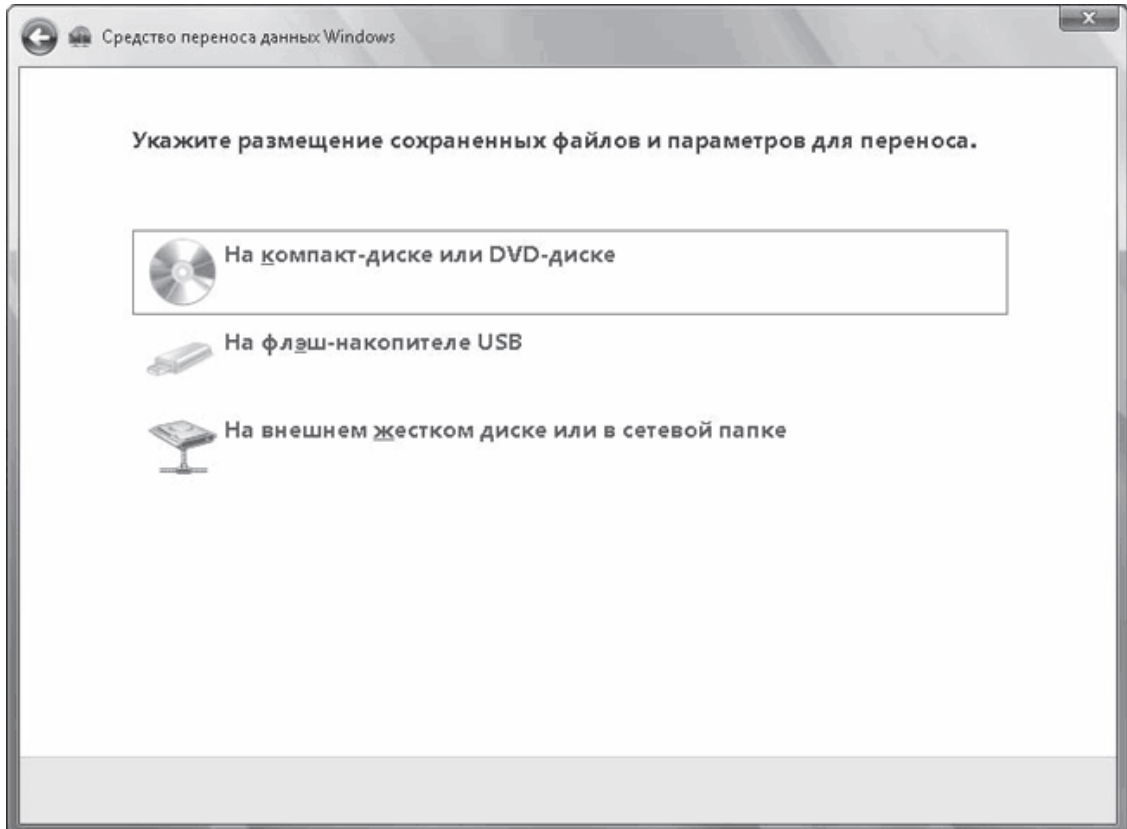 Средство переноса данных Windows
Укажите размещение сохраненных файлов и параметров для переноса.
На компакт-диске или DVD-диске
На флэш-накопителе USB
На внешнем жестком диске или в сетевой папке